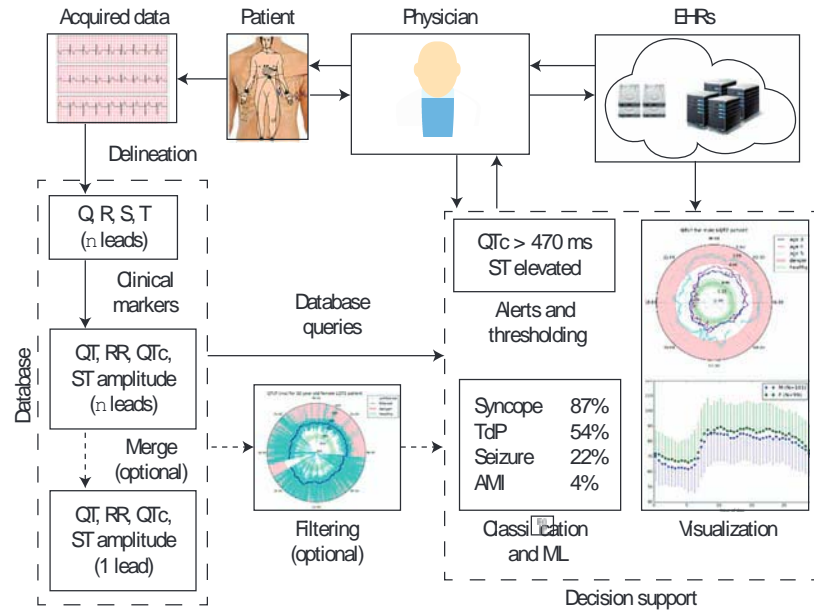 Acquired data
Patient
Physician
EHRs
Delineation
Q, R, S, T
(n leads)
Clinical
markers
QT, RR, QTc,
ST amplitude
(n leads)
Merge
(optional)
QT, RR, QTc,
ST amplitude
(1 lead)
Database
Database
queries
Filtering
(optional)
QTc > 470 ms
ST elevated
Alerts and
thresholding
Syncope 87%
TdP 54%
Seizure 22%
AMI 4%
Classification
and ML
Visualization
Decision support